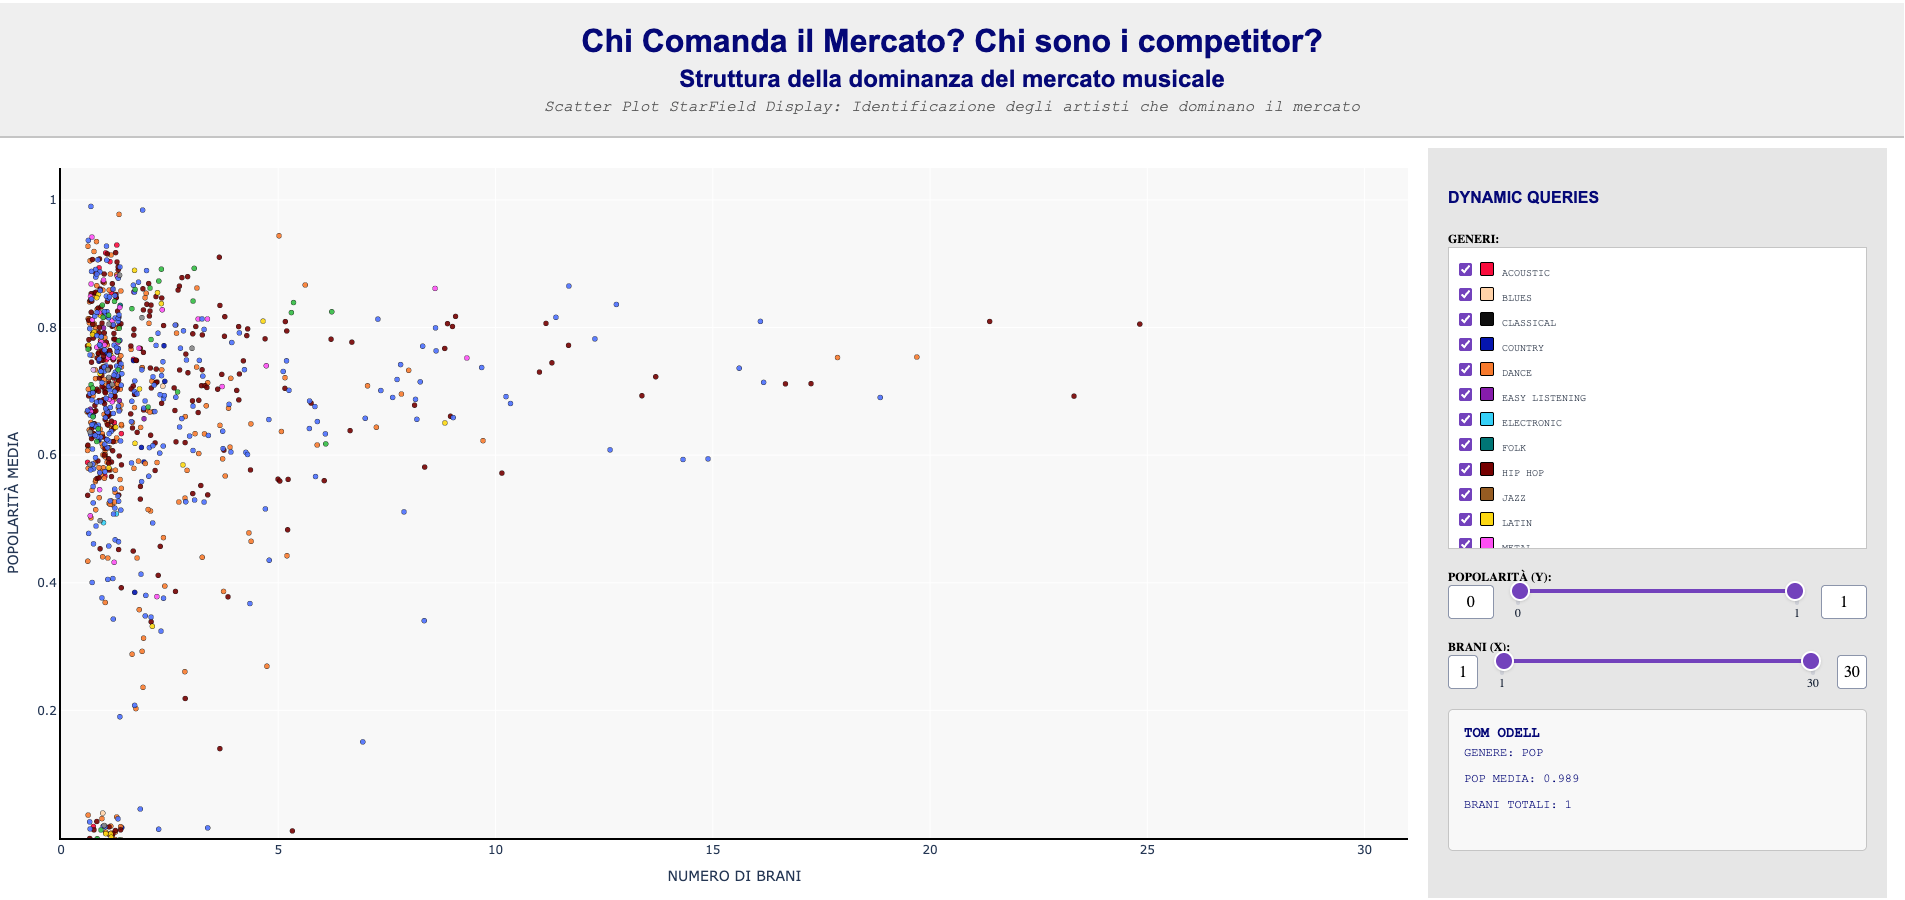 Chi Comanda il Mercato? Chi sono i competitor?
Struttura della dominanza del mercato musicale
Scatter Plot StarField Display: Identificazione degli artisti che dominano il mercato
1
0.8
0.6
0.4
0.2
POPOLARITÀ MEDIA
0
5
10
15
20
25
30
NUMERO DI BRANI
DYNAMIC QUERIES
GENERI:
ACOUSTIC
BLUES
CLASSICAL
COUNTRY
DANCE
EASY LISTENING
ELECTRONIC
FOLK
HIP HOP
JAZZ
LATIN
METAL
POPOLARITÀ (Y):
0
1
0
1
BRANI (X):
1
30
1
30
TOM ODELL
GENERE: POP
POP MEDIA: 0.989
BRANI TOTALI: 1